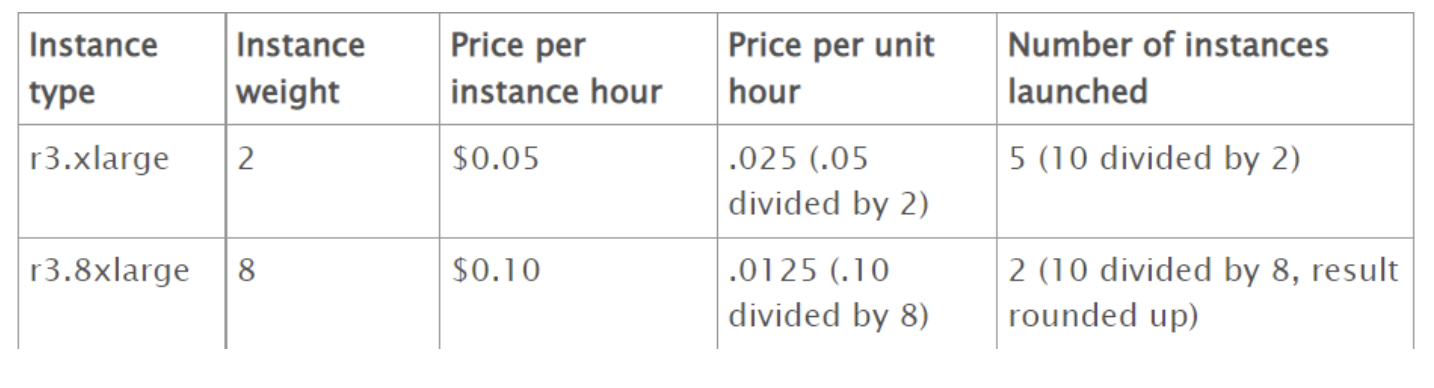 Instance type
Instance weight
Price per instance hour
Price per unit hour
Number of instances launched
r3.xlarge
2
$0.05
.025 (.05
divided by 2)
5 (10 divided by 2)
r3.8xlarge
8
$0.10
.0125 (.10
divided by 8)
2 (10 divided by 8, result
rounded up)